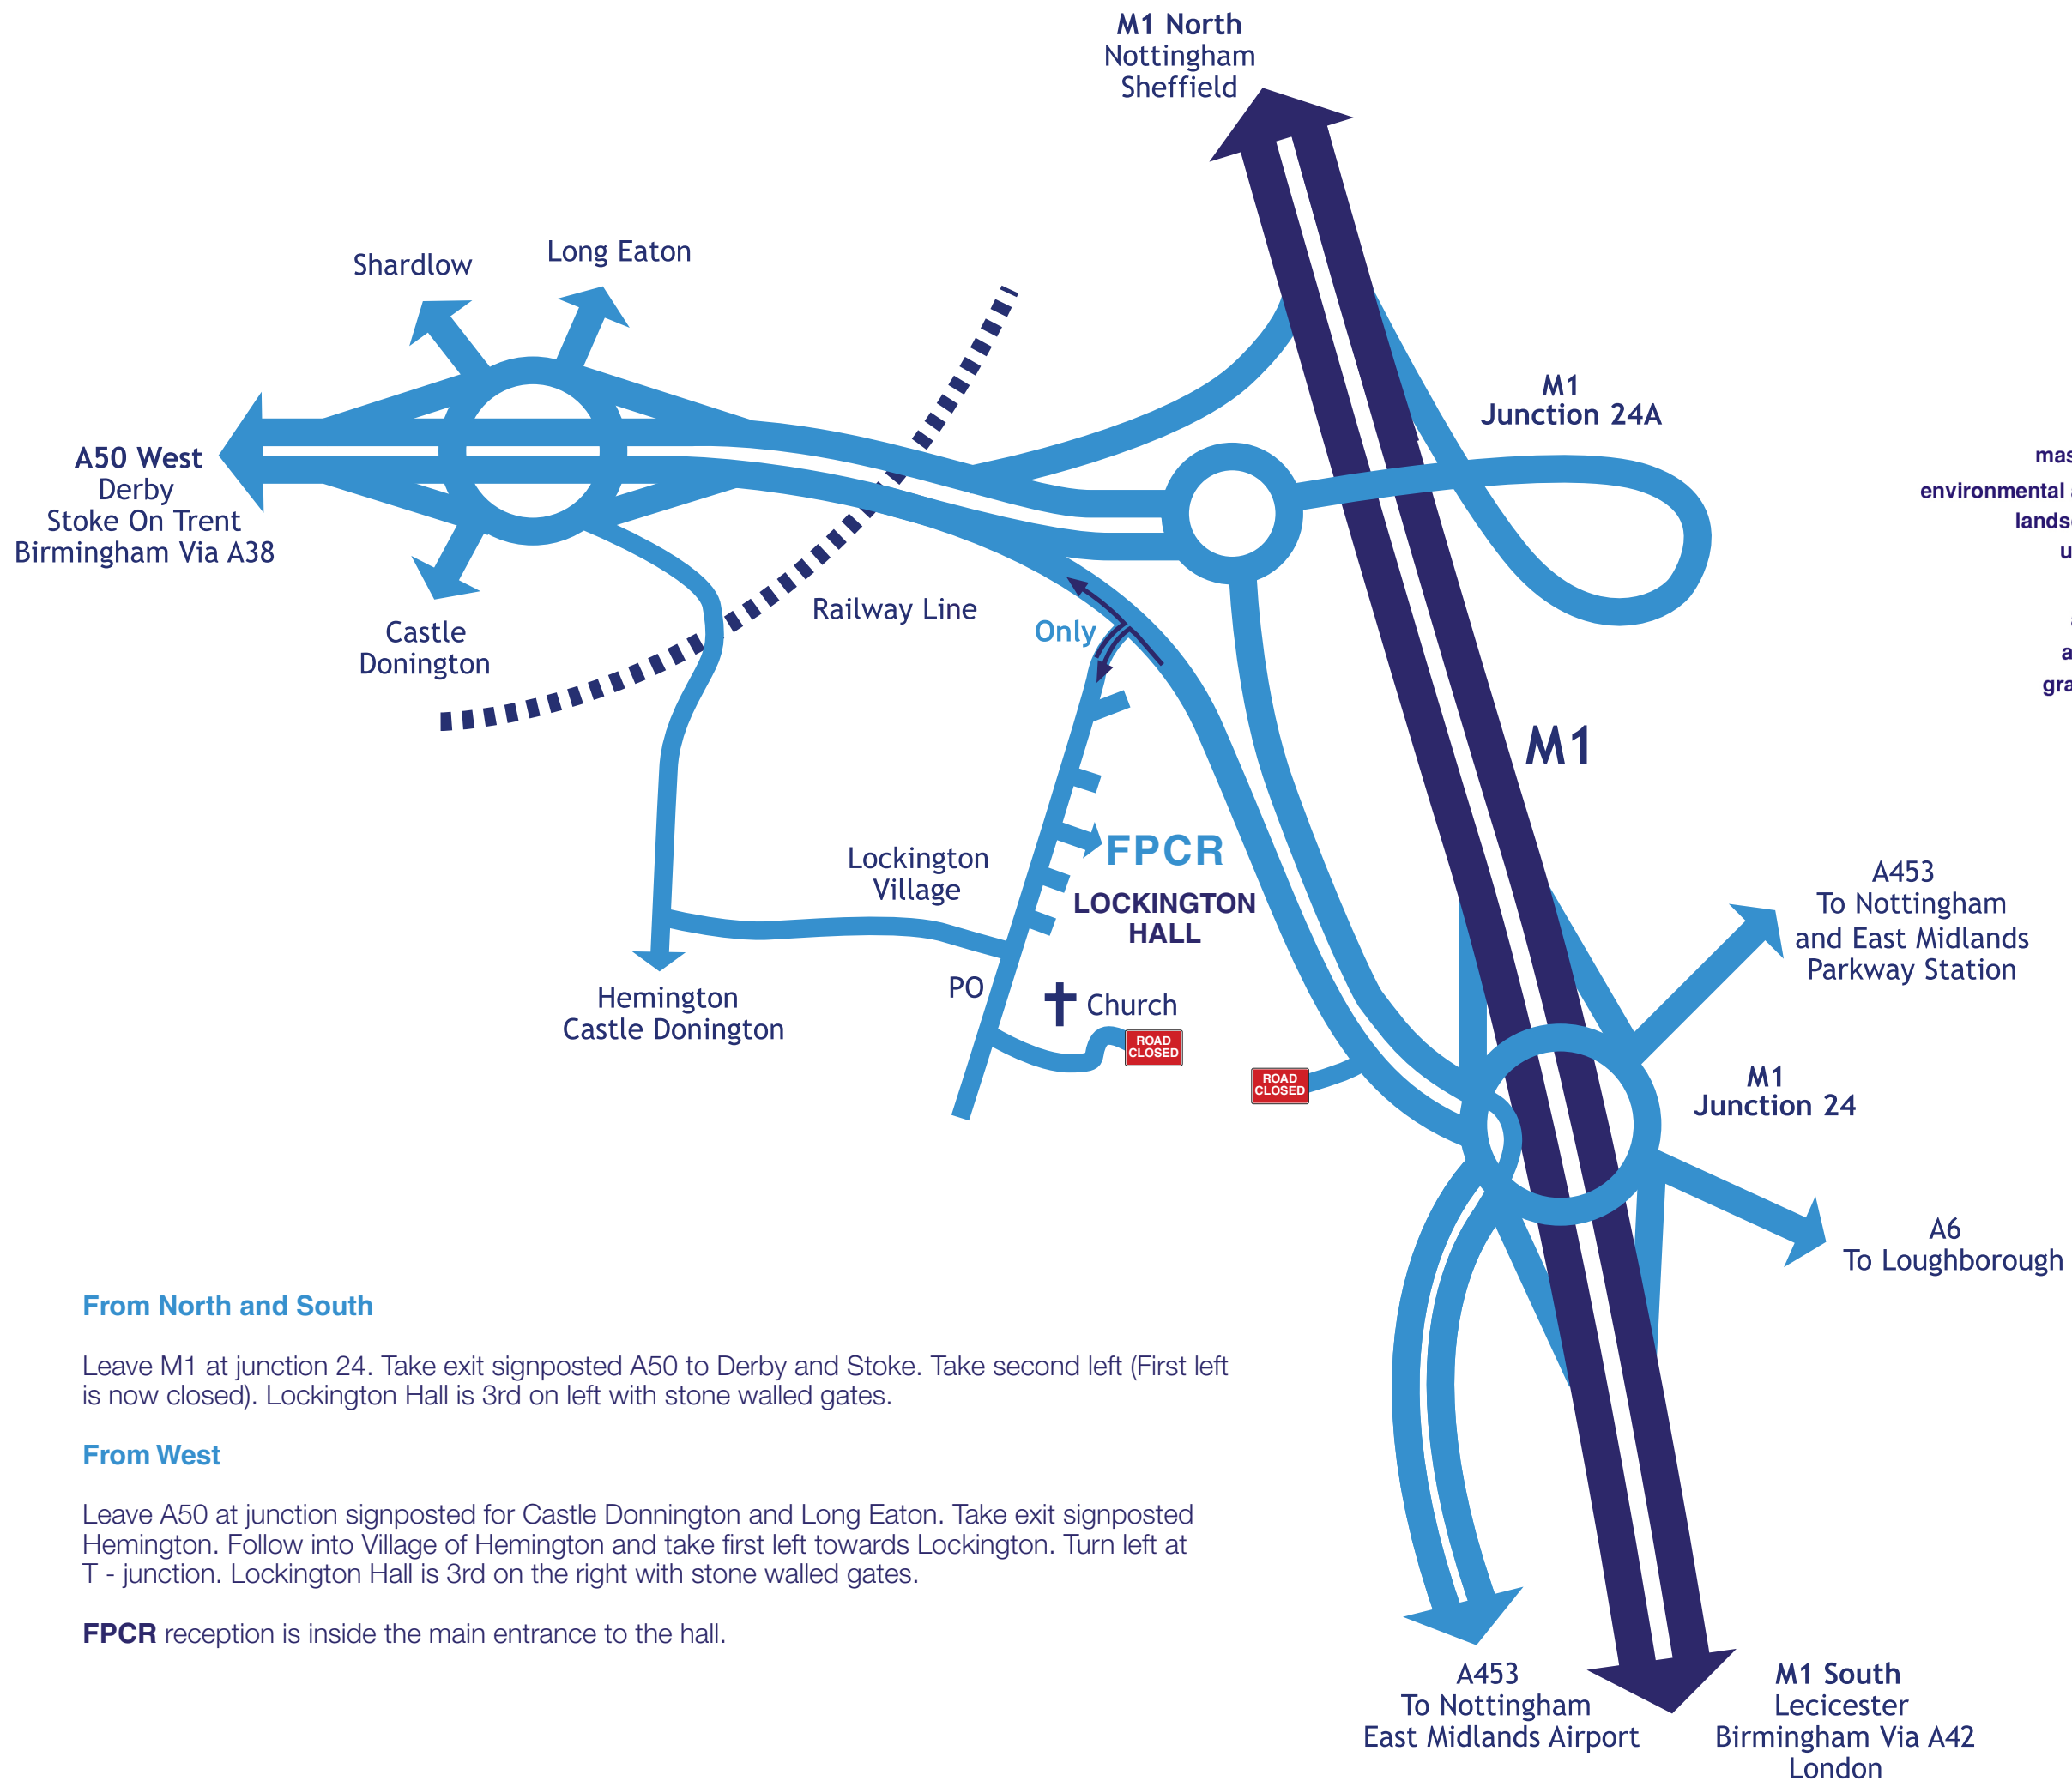 M1 North
Nottingham
Sheffield
Shardlow
Long Eaton
M1
Junction 24A
A50 West
Derby
Stoke On Trent
Birmingham Via A38
environmental
Castle
Donington
Railway Line
Only
M1
Lockington
Village
FPCR
LOCKINGTON
HALL
A453
To Nottingham
and East Midlands
Parkway Station
PO
Church
Hemington
Castle Donington
ROAD
CLOSED
ROAD
CLOSED
M1
Junction 24
A6
To Loughborough
From North and South
Leave M1 at junction 24. Take exit signposted A50 to Derby and Stoke. Take second left (First left
is now closed). Lockington Hall is 3rd on left with stone walled gates.
From West
Leave A50 at junction signposted for Castle Donnington and Long Eaton. Take exit signposted
Hemington. Follow into Village of Hemington and take first left towards Lockington. Turn left at
T - junction. Lockington Hall is 3rd on the right with stone walled gates.
FPCR reception is inside the main entrance to the hall.
A453
To Nottingham
East Midlands Airport
M1 South
Lecicester
Birmingham Via A42
London